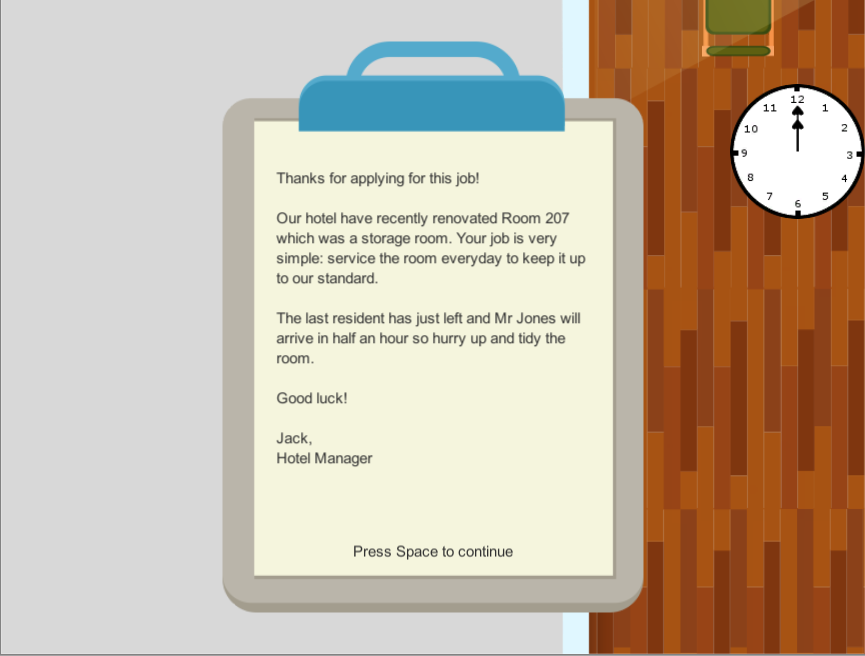 Thanks for applying for this job!
Our hotel have recently renovated Room 207
which was a storage room. Your job is very
simple: service the room everyday to keep it up
to our standard.
The last resident has just left and Mr Jones will
arrive in half an hour so hurry up and tidy the
room.
Good luck!
Jack,
Hotel Manager
Press Space to continue
12
1
2
3
4
5
6
7
8
9
10
11